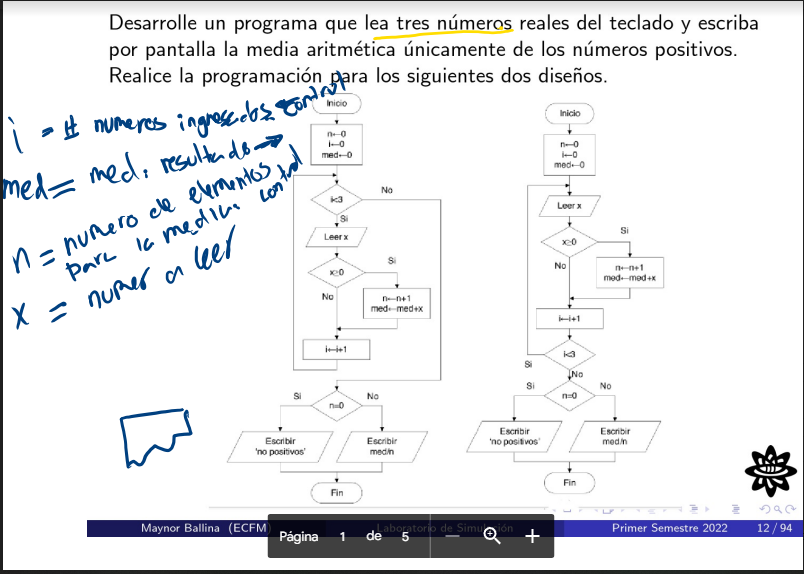 Desarrolle un programa que lea tres números reales del teclado y escriba
por pantalla la media aritmética únicamente de los números positivos.
Realice la programación para los siguientes dos diseños.
i = # numeros ingresados control
med = med. resultado
n = numero de elementos
para la media control
x = numer a leer
Inicio
n←0
i←0
med←0
i<3
No
Si
Leer x
x≥0
Si
No
n←n+1
med←med+x
i←i+1
Si
n=0
No
Escribir
'no positivos'
Escribir
med/n
Fin
Inicio
n←0
i←0
med←0
Leer x
x≥0
Si
No
n←n+1
med←med+x
i←i+1
i<3
Si
No
Si
n=0
No
Escribir
'no positivos'
Escribir
med/n
Fin
Maynor Ballina (ECFM)
Laboratorio de Simulación
Primer Semestre 2022
12 / 94
Página 1 de 5